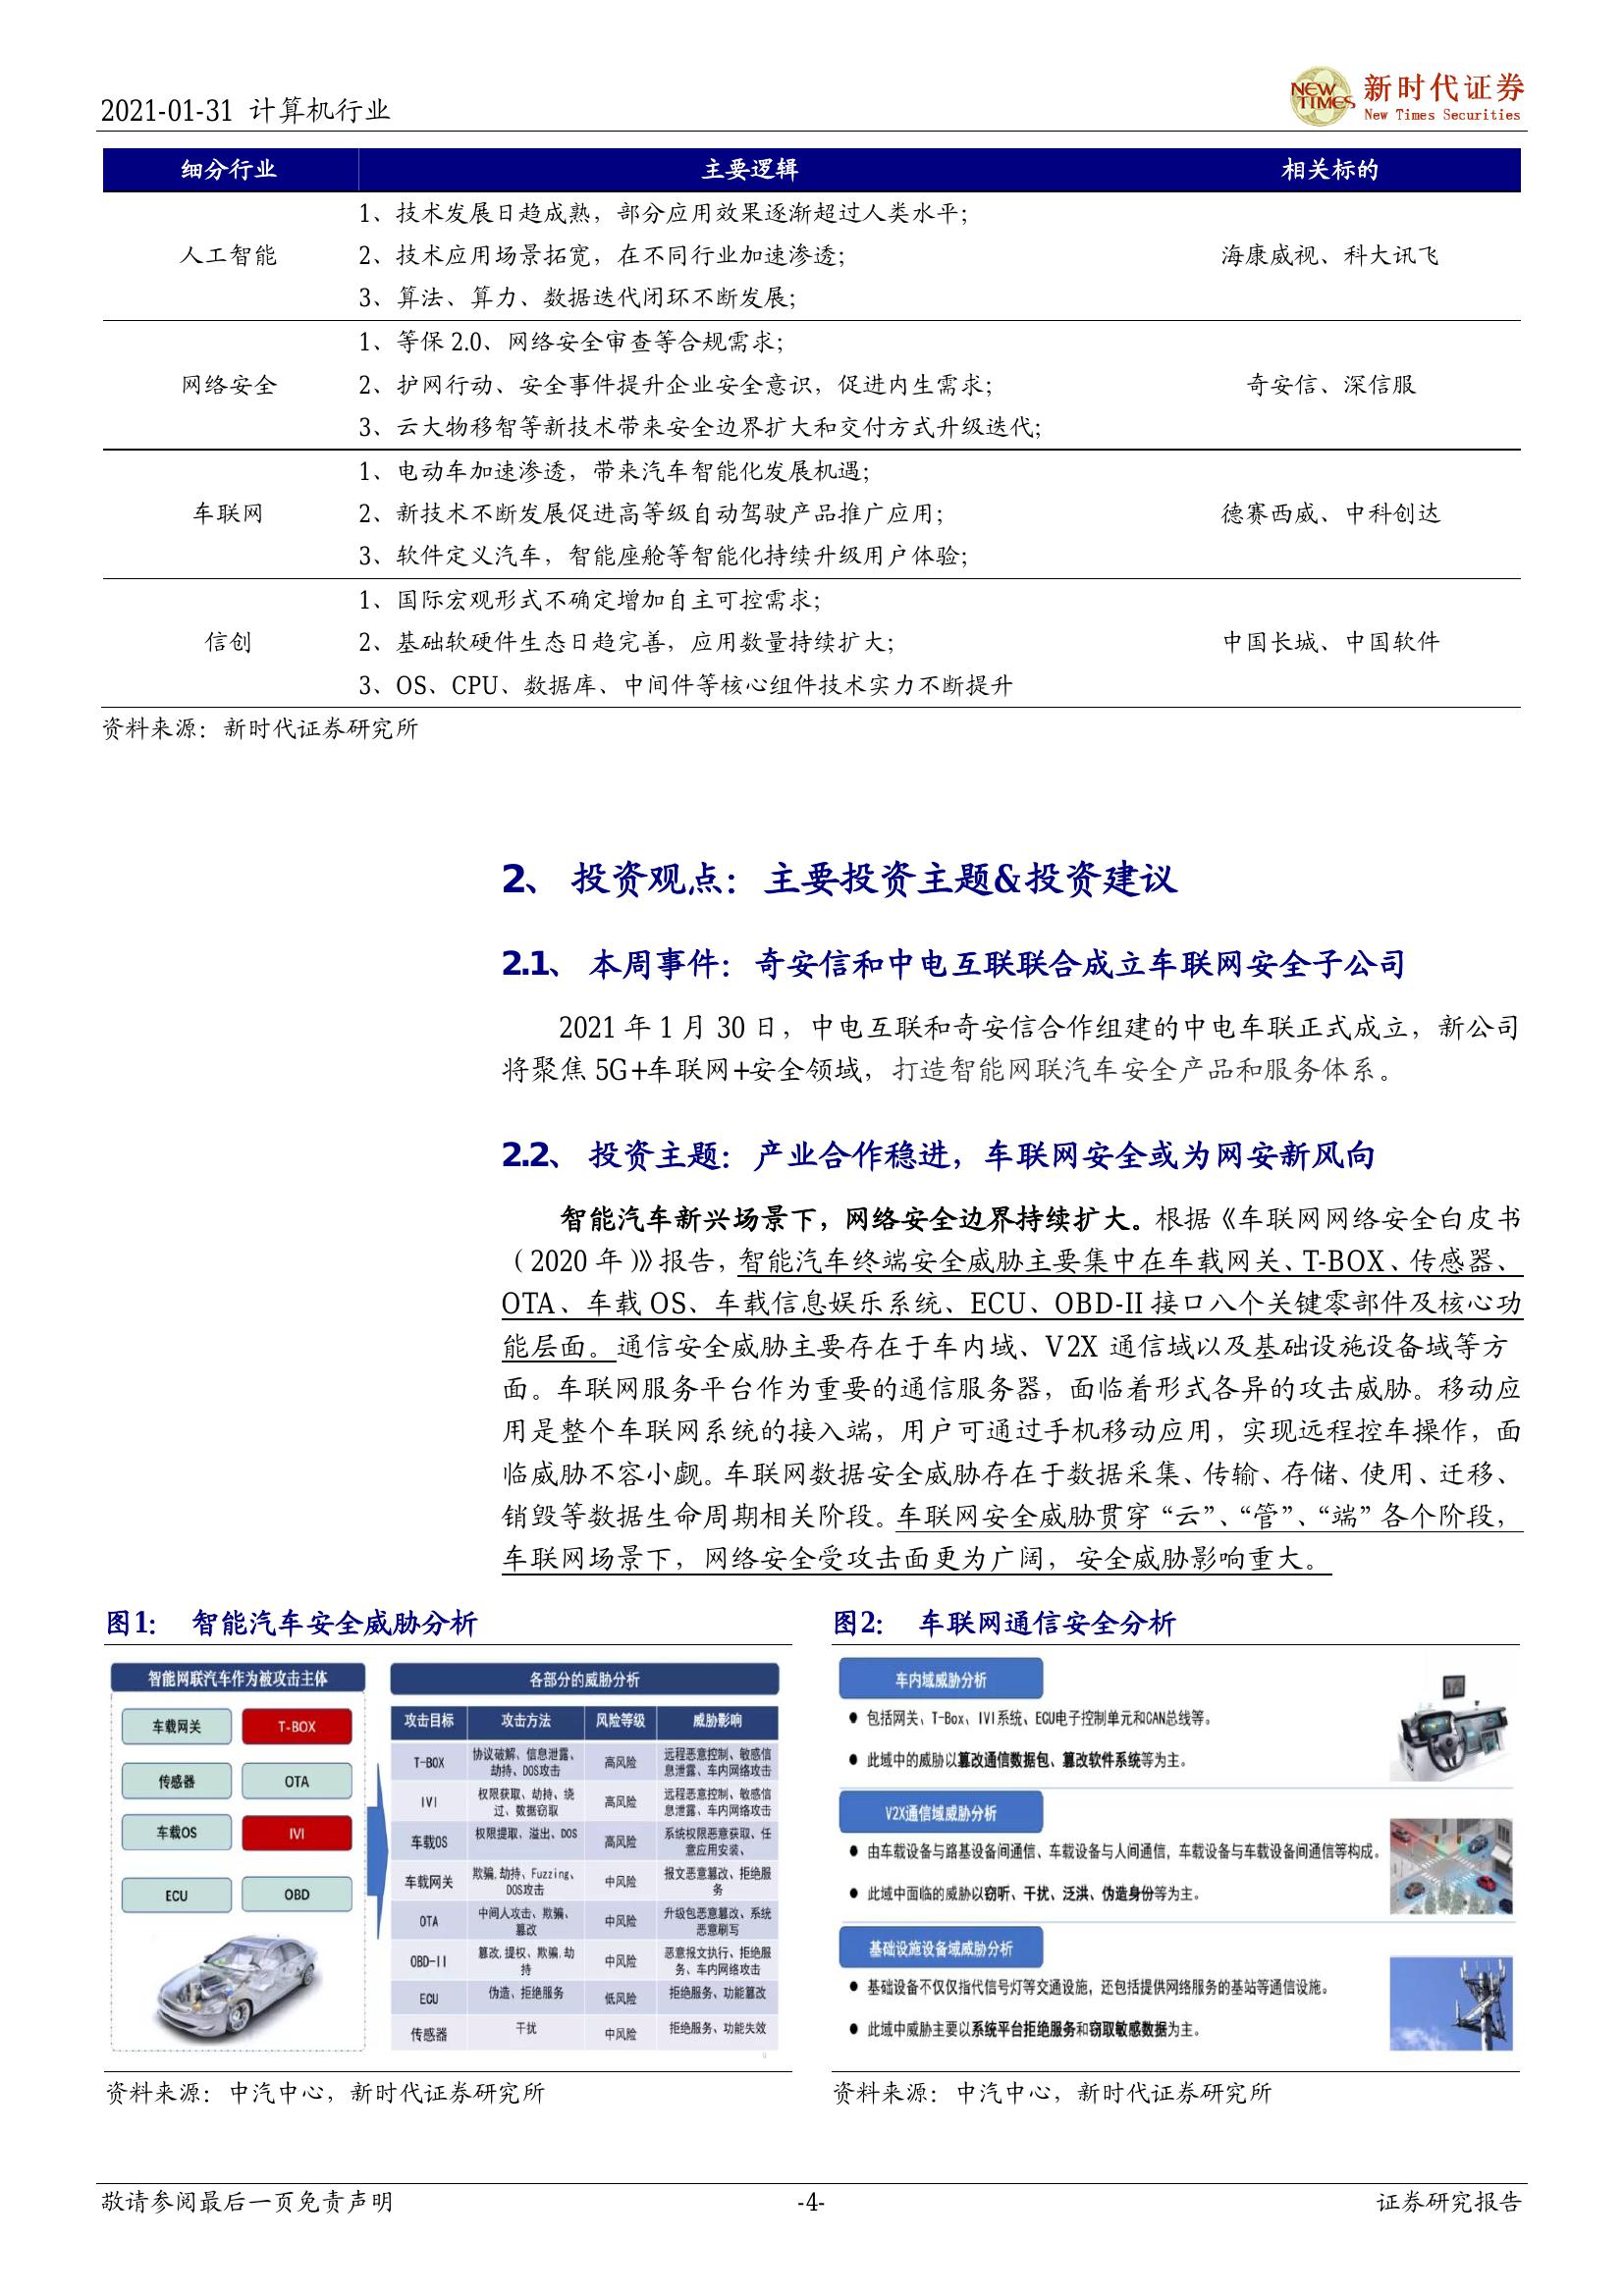 2021-01-31 计算机行业
NEW TIMES 新时代证券
New Times Securities
细分行业 主要逻辑 相关标的
1、技术发展日趋成熟，部分应用效果逐渐超过人类水平；
人工智能 2、技术应用场景拓宽，在不同行业加速渗透； 海康威视、科大讯飞
3、算法、算力、数据迭代闭环不断发展；
1、等保 2.0、网络安全审查等合规需求；
网络安全 2、护网行动、安全事件提升企业安全意识，促进内生需求； 奇安信、深信服
3、云大物移智等新技术带来安全边界扩大和交付方式升级迭代；
1、电动车加速渗透，带来汽车智能化发展机遇；
车联网 2、新技术不断发展促进高等级自动驾驶产品推广应用； 德赛西威、中科创达
3、软件定义汽车，智能座舱等智能化持续升级用户体验；
1、国际宏观形式不确定增加自主可控需求；
信创 2、基础软硬件生态日趋完善，应用数量持续扩大； 中国长城、中国软件
3、OS、CPU、数据库、中间件等核心组件技术实力不断提升
资料来源：新时代证券研究所
2、 投资观点：主要投资主题&投资建议
2.1、 本周事件：奇安信和中电互联联合成立车联网安全子公司
2021 年 1 月 30 日，中电互联和奇安信合作组建的中电车联正式成立，新公司
将聚焦 5G+车联网+安全领域，打造智能网联汽车安全产品和服务体系。
2.2、 投资主题：产业合作稳进，车联网安全或为网安新风向
智能汽车新兴场景下，网络安全边界持续扩大。根据《车联网网络安全白皮书
（2020 年）》报告，智能汽车终端安全威胁主要集中在车载网关、T-BOX、传感器、
OTA、车载 OS、车载信息娱乐系统、ECU、OBD-II 接口八个关键零部件及核心功
能层面。通信安全威胁主要存在于车内域、V2X 通信域以及基础设施设备域等方
面。车联网服务平台作为重要的通信服务器，面临着形式各异的攻击威胁。移动应
用是整个车联网系统的接入端，用户可通过手机移动应用，实现远程控车操作，面
临威胁不容小觑。车联网数据安全威胁存在于数据采集、传输、存储、使用、迁移、
销毁等数据生命周期相关阶段。车联网安全威胁贯穿“云”、“管”、“端”各个阶段，
车联网场景下，网络安全受攻击面更为广阔，安全威胁影响重大。
图1： 智能汽车安全威胁分析
智能网联汽车作为被攻击主体
车载网关 T-BOX
传感器 OTA
车载OS IVI
ECU OBD
各部分的威胁分析
攻击目标 攻击方法 风险等级 威胁影响
T-BOX 协议破解、信息泄露、劫持、DOS攻击 高风险 远程恶意控制、敏感信息泄露、车内网络攻击
IVI 权限获取、劫持、绕过、数据窃取 高风险 远程恶意控制、敏感信息泄露、车内网络攻击
车载OS 权限提取、溢出、DOS 高风险 系统权限恶意获取、任意应用安装、
车载网关 欺骗,劫持、Fuzzing、DOS攻击 中风险 报文恶意篡改、拒绝服务
OTA 中间人攻击、欺骗、篡改 中风险 升级包恶意篡改、系统恶意刷写
OBD-II 篡改,提权、欺骗,劫持 中风险 恶意报文执行、拒绝服务、车内网络攻击
ECU 伪造、拒绝服务 低风险 拒绝服务、功能篡改
传感器 干扰 中风险 拒绝服务、功能失效
资料来源：中汽中心，新时代证券研究所
图2： 车联网通信安全分析
车内域威胁分析
● 包括网关、T-Box、IVI系统、ECU电子控制单元和CAN总线等。
● 此域中的威胁以篡改通信数据包、篡改软件系统等为主。
V2X通信域威胁分析
● 由车载设备与路基设备间通信、车载设备与人间通信，车载设备与车载设备间通信等构成。
● 此域中面临的威胁以窃听、干扰、泛洪、伪造身份等为主。
基础设施设备域威胁分析
● 基础设备不仅仅指代信号灯等交通设施，还包括提供网络服务的基站等通信设施。
● 此域中威胁主要以系统平台拒绝服务和窃取敏感数据为主。
资料来源：中汽中心，新时代证券研究所
敬请参阅最后一页免责声明 -4- 证券研究报告